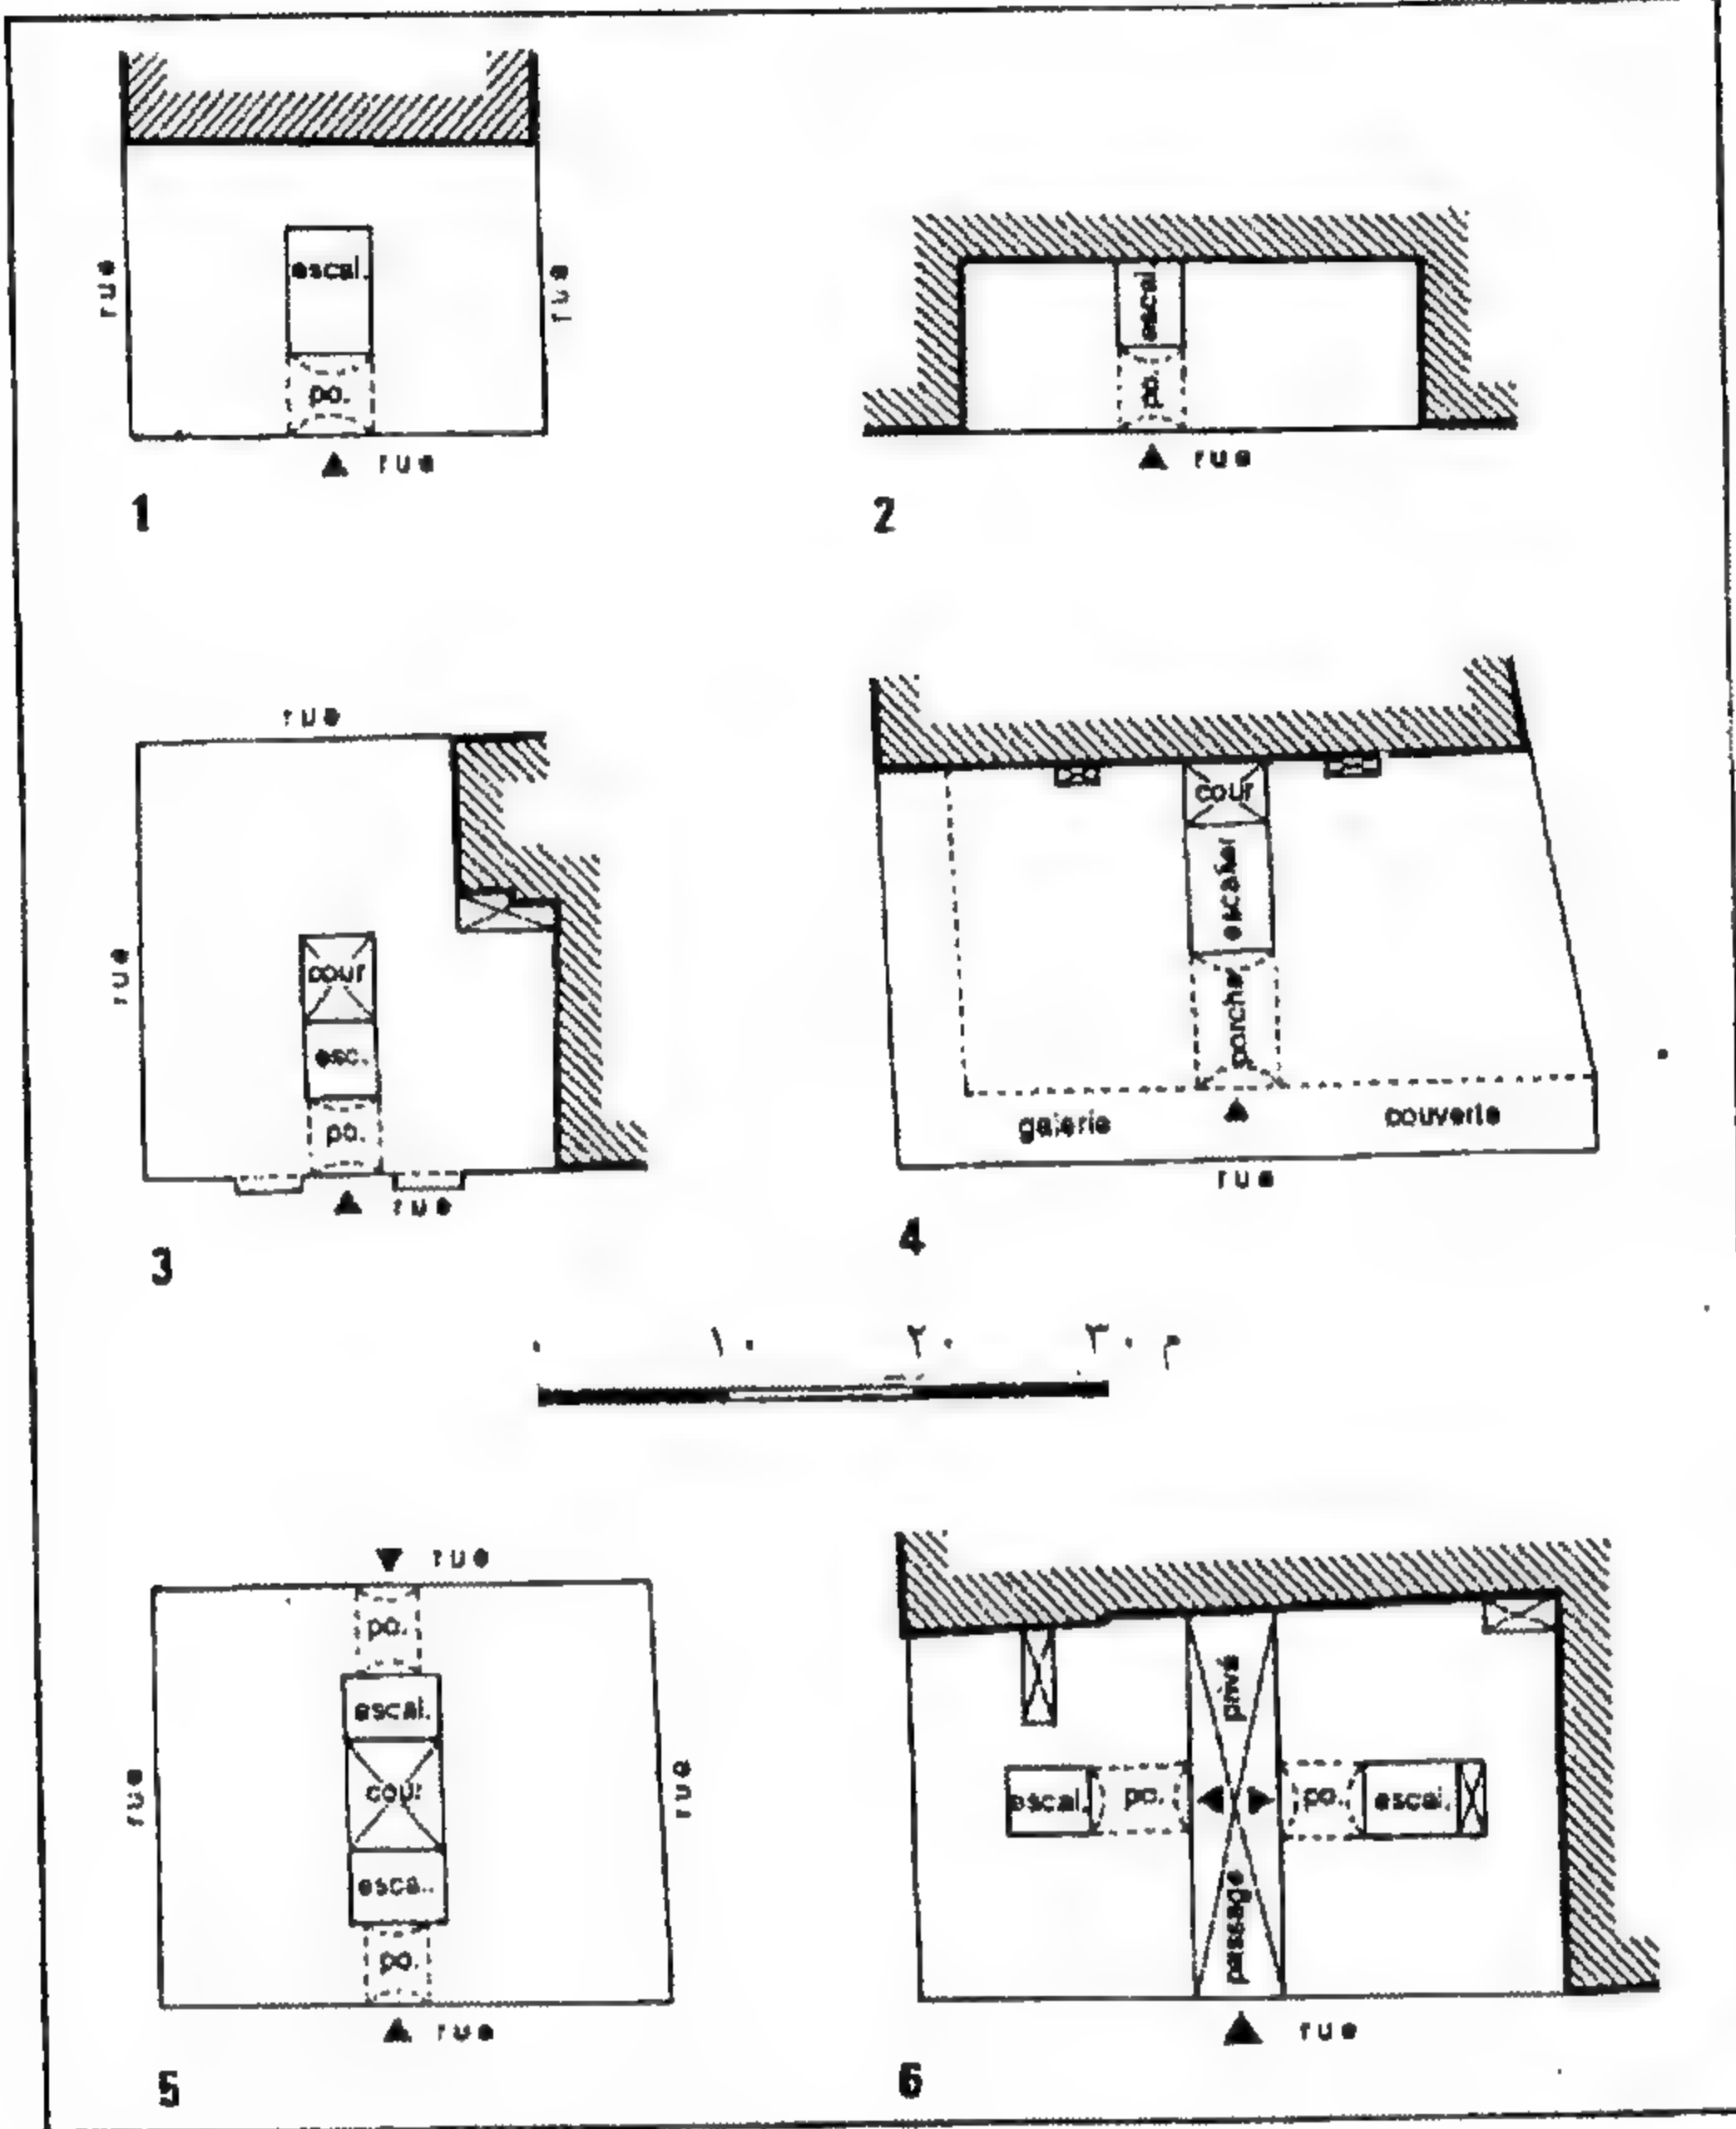 escal.
rue
rue
po.
rue
1
escal
po.
rue
2
rue
cour
rue
esc.
po.
rue
3
cour
escalier
porche
galerie
couverte
rue
4
٠ ١٠ ٢٠ ٣٠ م
rue
po.
escal.
rue
cour
rue
esca..
po.
rue
5
privé
escal.
po.
po.
escal.
passage
rue
6